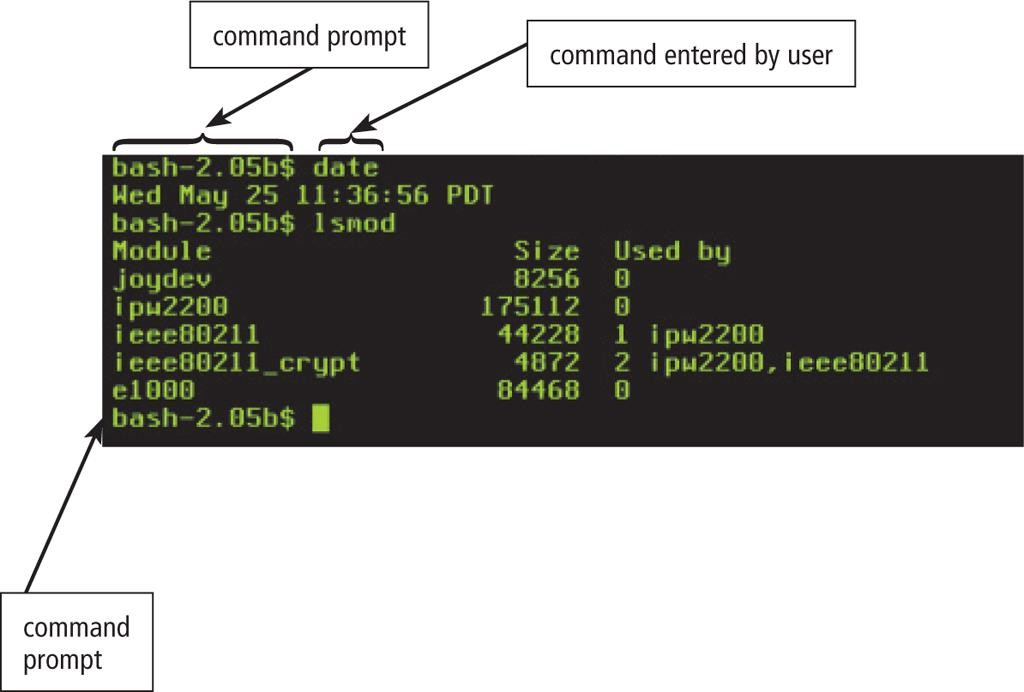 command prompt
command entered by user
bash-2.05b$ date
Wed May 25 11:36:56 PDT
bash-2.05b$ lsmod
Module Size Used by
joydev 8256 0
ipw2200 175112 0
ieee80211 44228 1 ipw2200
ieee80211_crypt 4872 2 ipw2200,ieee80211
e1000 84468 0
bash-2.05b$
command
prompt